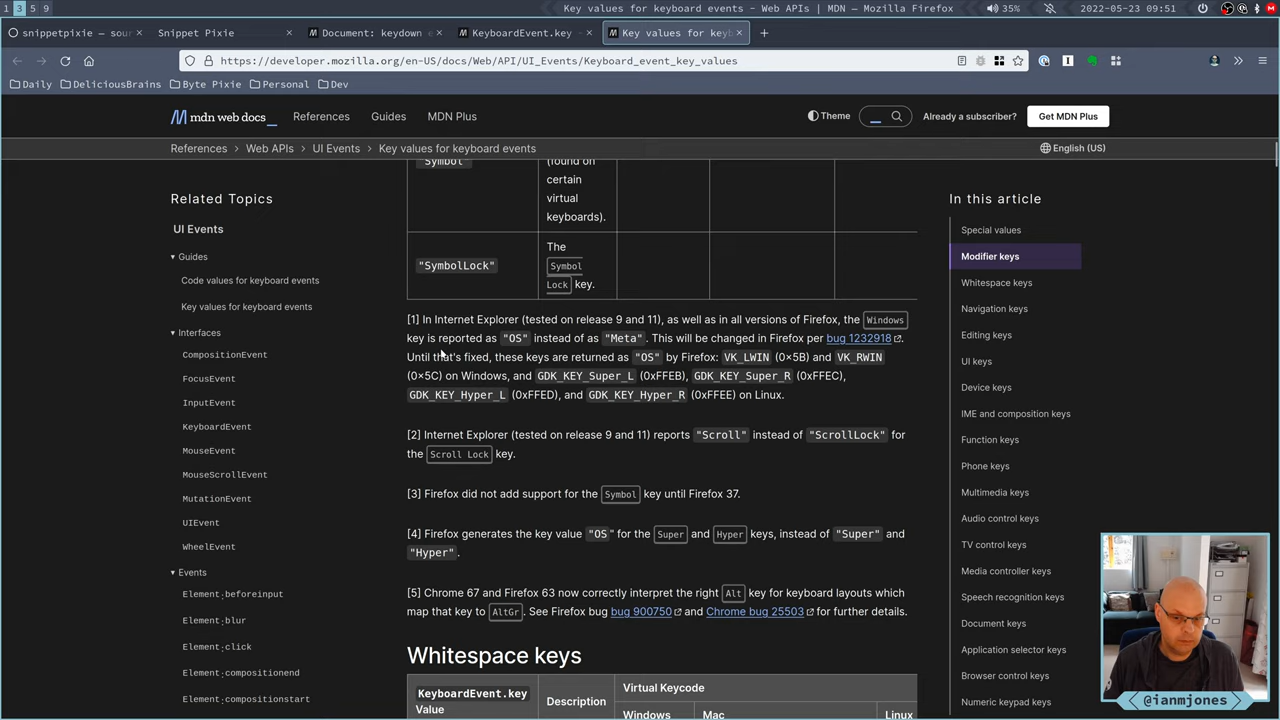 1 3 5 9
Key values for keyboard events - Web APIs | MDN — Mozilla Firefox
35%
2022-05-23 09:51
snippetpixie — sour
Snippet Pixie
Document: keydown e
KeyboardEvent.key -
Key values for keyb
https://developer.mozilla.org/en-US/docs/Web/API/UI_Events/Keyboard_event_key_values
Daily
DeliciousBrains
Byte Pixie
Personal
Dev
mdn web docs_
References
Guides
MDN Plus
Theme
Already a subscriber?
Get MDN Plus
References > Web APIs > UI Events > Key values for keyboard events
English (US)
Related Topics
UI Events
▾ Guides
Code values for keyboard events
Key values for keyboard events
▾ Interfaces
CompositionEvent
FocusEvent
InputEvent
KeyboardEvent
MouseEvent
MouseScrollEvent
MutationEvent
UIEvent
WheelEvent
▾ Events
Element:beforeinput
Element:blur
Element:click
Element:compositionend
Element:compositionstart
"Symbol"
(found on
certain
virtual
keyboards).
"SymbolLock"
The
Symbol
Lock key.
[1] In Internet Explorer (tested on release 9 and 11), as well as in all versions of Firefox, the Windows
key is reported as "OS" instead of as "Meta". This will be changed in Firefox per bug 1232918.
Until that's fixed, these keys are returned as "OS" by Firefox: VK_LWIN (0×5B) and VK_RWIN
(0×5C) on Windows, and GDK_KEY_Super_L (0xFFEB), GDK_KEY_Super_R (0xFFEC),
GDK_KEY_Hyper_L (0xFFED), and GDK_KEY_Hyper_R (0xFFEE) on Linux.
[2] Internet Explorer (tested on release 9 and 11) reports "Scroll" instead of "ScrollLock" for
the Scroll Lock key.
[3] Firefox did not add support for the Symbol key until Firefox 37.
[4] Firefox generates the key value "OS" for the Super and Hyper keys, instead of "Super" and
"Hyper".
[5] Chrome 67 and Firefox 63 now correctly interpret the right Alt key for keyboard layouts which
map that key to AltGr. See Firefox bug bug 900750 and Chrome bug 25503 for further details.
Whitespace keys
KeyboardEvent.key
Value
Description
Virtual Keycode
Windows
Mac
Linux
In this article
Special values
Modifier keys
Whitespace keys
Navigation keys
Editing keys
UI keys
Device keys
IME and composition keys
Function keys
Phone keys
Multimedia keys
Audio control keys
TV control keys
Media controller keys
Speech recognition keys
Document keys
Application selector keys
Browser control keys
Numeric keypad keys
@ianmjones